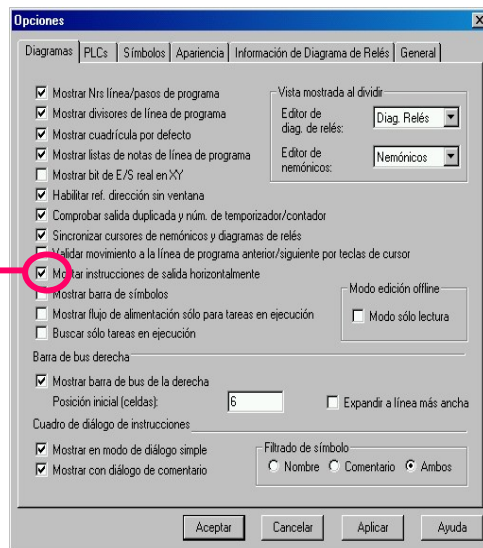 Opciones
Diagramas PLCs Símbolos Apariencia Información de Diagrama de Relés General
Mostrar Nrs línea/pasos de programa
Mostrar divisores de línea de programa
Mostrar cuadrícula por defecto
Mostrar listas de notas de línea de programa
Mostrar bit de E/S real en XY
Habilitar ref. dirección sin ventana
Comprobar salida duplicada y núm. de temporizador/contador
Sincronizar cursores de nemónicos y diagramas de relés
Validar movimiento a la línea de programa anterior/siguiente por teclas de cursor
Mostar instrucciones de salida horizontalmente
Mostrar barra de símbolos
Mostrar flujo de alimentación sólo para tareas en ejecución
Buscar sólo tareas en ejecución
Vista mostrada al dividir
Editor de
diag. de relés: Diag. Relés
Editor de
nemónicos: Nemónicos
Modo edición offline
Modo sólo lectura
Barra de bus derecha
Mostrar barra de bus de la derecha
Posición inicial (celdas): 6 Expandir a línea más ancha
Cuadro de diálogo de instrucciones
Mostrar en modo de diálogo simple
Mostrar con diálogo de comentario
Filtrado de símbolo
Nombre Comentario Ambos
Aceptar Cancelar Aplicar Ayuda